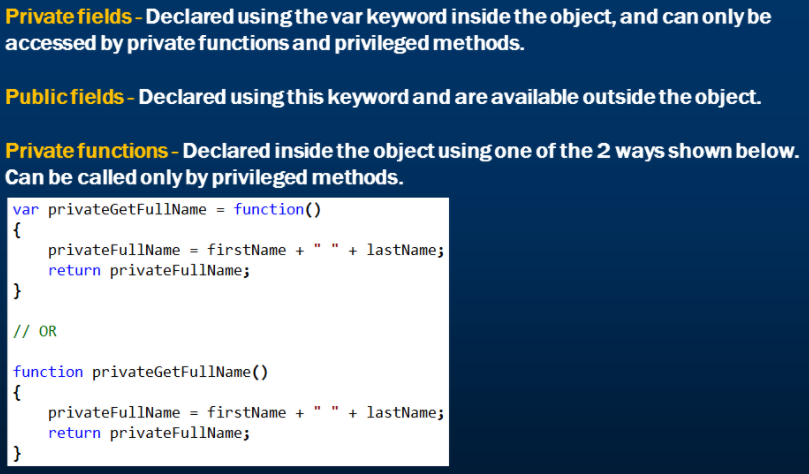 Private fields - Declared using the var keyword inside the object, and can only be
accessed by private functions and privileged methods.
Public fields - Declared using this keyword and are available outside the object.
Private functions - Declared inside the object using one of the 2 ways shown below.
Can be called only by privileged methods.
var privateGetFullName = function()
{
    privateFullName = firstName + " " + lastName;
    return privateFullName;
}
// OR
function privateGetFullName()
{
    privateFullName = firstName + " " + lastName;
    return privateFullName;
}